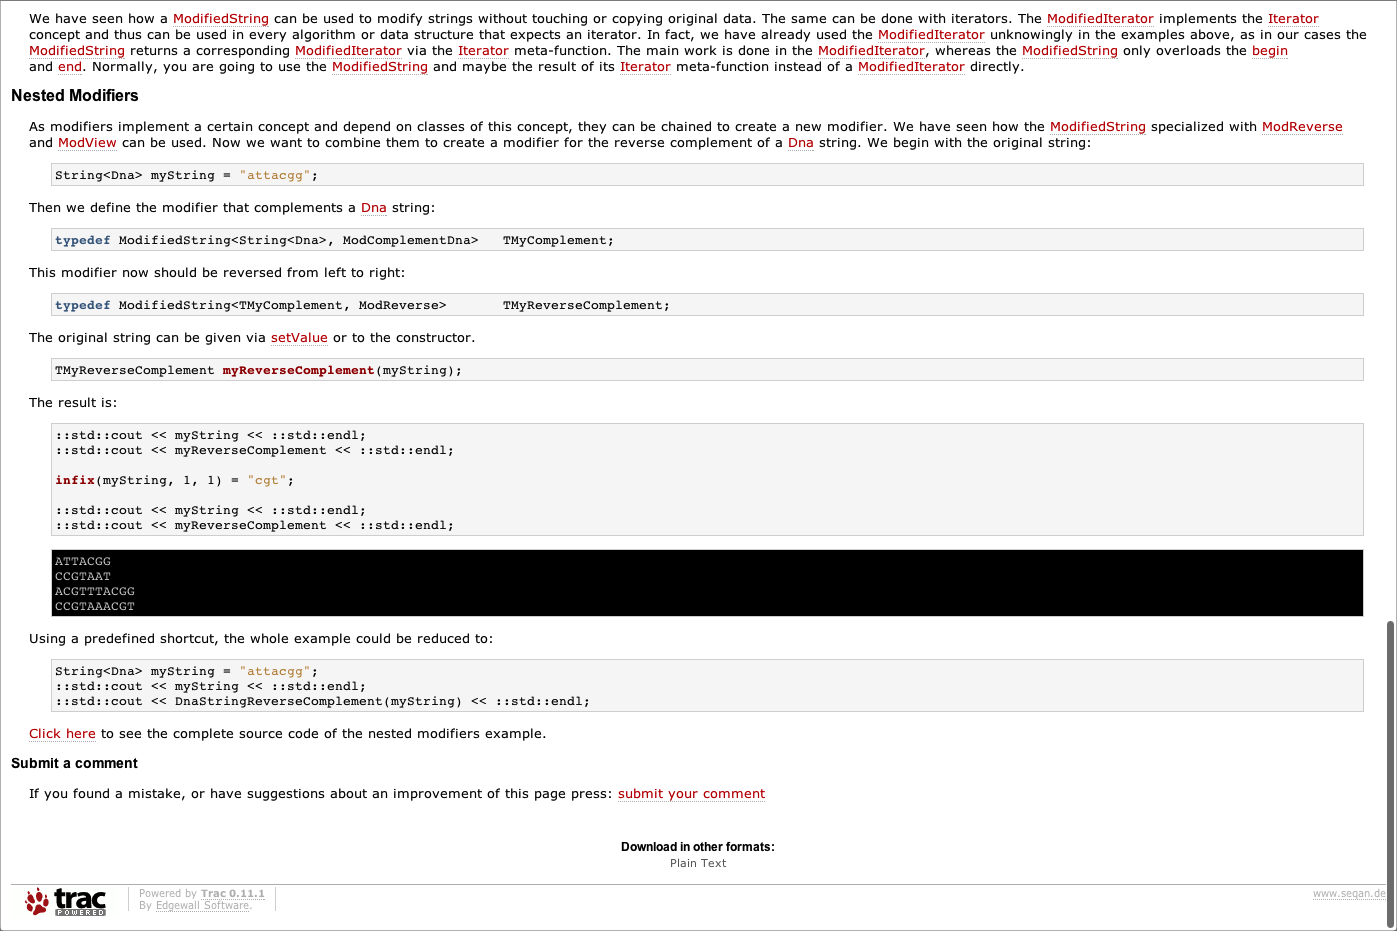 We have seen how a ModifiedString can be used to modify strings without touching or copying original data. The same can be done with iterators. The ModifiedIterator implements the Iterator
concept and thus can be used in every algorithm or data structure that expects an iterator. In fact, we have already used the ModifiedIterator unknowingly in the examples above, as in our cases the
ModifiedString returns a corresponding ModifiedIterator via the Iterator meta-function. The main work is done in the ModifiedIterator, whereas the ModifiedString only overloads the begin
and end. Normally, you are going to use the ModifiedString and maybe the result of its Iterator meta-function instead of a ModifiedIterator directly.
Nested Modifiers
As modifiers implement a certain concept and depend on classes of this concept, they can be chained to create a new modifier. We have seen how the ModifiedString specialized with ModReverse
and ModView can be used. Now we want to combine them to create a modifier for the reverse complement of a Dna string. We begin with the original string:
String<Dna> myString = "attacgg";
Then we define the modifier that complements a Dna string:
typedef ModifiedString<String<Dna>, ModComplementDna>   TMyComplement;
This modifier now should be reversed from left to right:
typedef ModifiedString<TMyComplement, ModReverse>       TMyReverseComplement;
The original string can be given via setValue or to the constructor.
TMyReverseComplement myReverseComplement(myString);
The result is:
::std::cout << myString << ::std::endl;
::std::cout << myReverseComplement << ::std::endl;
infix(myString, 1, 1) = "cgt";
::std::cout << myString << ::std::endl;
::std::cout << myReverseComplement << ::std::endl;
ATTACGG
CCGTAAT
ACGTTTACGG
CCGTAAACGT
Using a predefined shortcut, the whole example could be reduced to:
String<Dna> myString = "attacgg";
::std::cout << myString << ::std::endl;
::std::cout << DnaStringReverseComplement(myString) << ::std::endl;
Click here to see the complete source code of the nested modifiers example.
Submit a comment
If you found a mistake, or have suggestions about an improvement of this page press: submit your comment
Download in other formats:
Plain Text
trac
POWERED
Powered by Trac 0.11.1
By Edgewall Software.
www.seqan.de